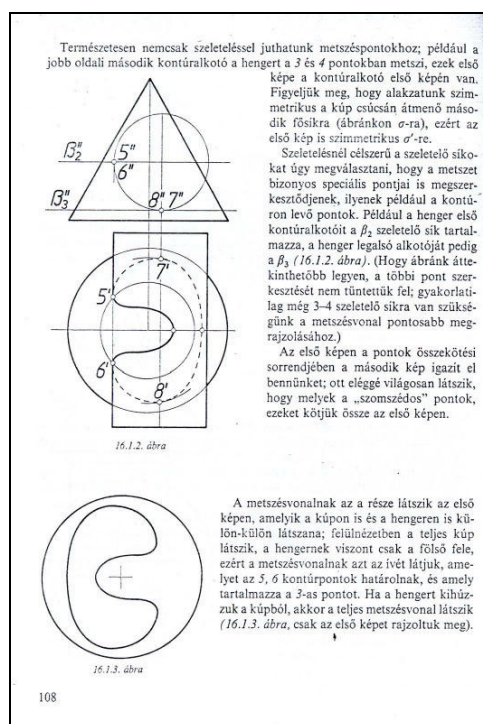 Természetesen nemcsak szeleteléssel juthatunk metszéspontokhoz; például a
jobb oldali második kontúralkotó a hengert a 3 és 4 pontokban metszi, ezek első
képe a kontúralkotó első képén van.
Figyeljük meg, hogy alakzatunk szim-
metrikus a kúp csúcsán átmenő máso-
dik fősíkra (ábránkon σ-ra), ezért az
első kép is szimmetrikus σ'-re.
Szeletelésnél célszerű a szeletelő síko-
kat úgy megválasztani, hogy a metszet
bizonyos speciális pontjai is megszer-
kesztődjenek, ilyenek például a kontú-
ron levő pontok. Például a henger első
kontúralkotóit a β₂ szeletelő sík tartal-
mazza, a henger legalsó alkotóját pedig
a β₃ (16.1.2. ábra). (Hogy ábránk átte-
kinthetőbb legyen, a többi pont szer-
kesztését nem tüntettük fel; gyakorlati-
lag még 3–4 szeletelő síkra van szüksé-
günk a metszésvonal pontosabb meg-
rajzolásához.)
Az első képen a pontok összekötési
sorrendjében a második kép igazít el
bennünket; ott eléggé világosan látszik,
hogy melyek a „szomszédos” pontok,
ezeket kötjük össze az első képen.
β₂″
5″
6″
β₃″
8″ 7″
7′
5′
6′
8′
16.1.2. ábra
A metszésvonalnak az a része látszik az első
képen, amelyik a kúpon is és a hengeren is kü-
lön-külön látszana; felülnézetben a teljes kúp
látszik, a hengernek viszont csak a fölső fele,
ezért a metszésvonalnak azt az ívét látjuk, ame-
lyet az 5, 6 kontúrpontok határolnak, és amely
tartalmazza a 3-as pontot. Ha a hengert kihúz-
zuk a kúpból, akkor a teljes metszésvonal látszik
(16.1.3. ábra, csak az első képet rajzoltuk meg).
16.1.3. ábra
108